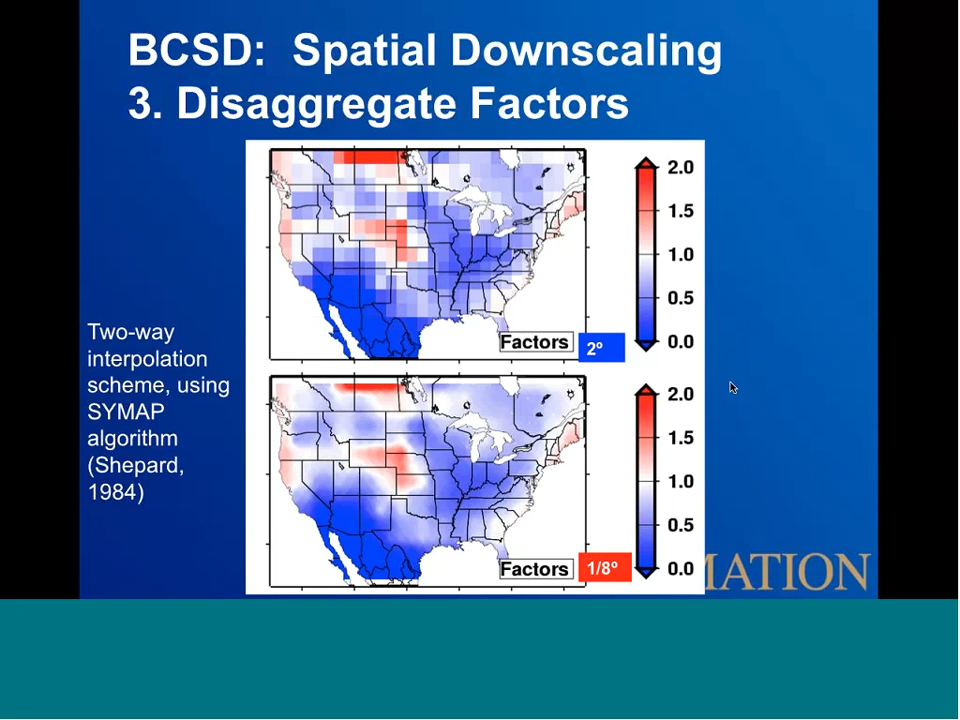 BCSD: Spatial Downscaling
3. Disaggregate Factors
2.0
1.5
1.0
0.5
0.0
Factors
2º
Two-way
interpolation
scheme, using
SYMAP
algorithm
(Shepard,
1984)
2.0
1.5
1.0
0.5
0.0
Factors
1/8º
MATION